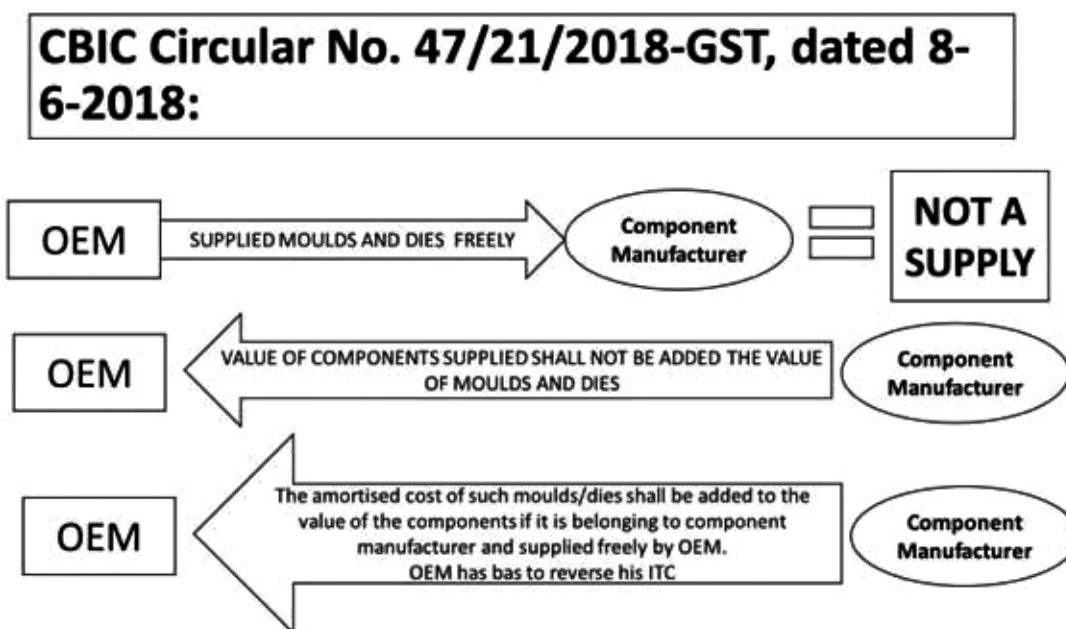 CBIC Circular No. 47/21/2018-GST, dated 8-
6-2018:
OEM
SUPPLIED MOULDS AND DIES FREELY
Component
Manufacturer
NOT A
SUPPLY
OEM
VALUE OF COMPONENTS SUPPLIED SHALL NOT BE ADDED THE VALUE
OF MOULDS AND DIES
Component
Manufacturer
OEM
The amortised cost of such moulds/dies shall be added to the
value of the components if it is belonging to component
manufacturer and supplied freely by OEM.
OEM has bas to reverse his ITC
Component
Manufacturer